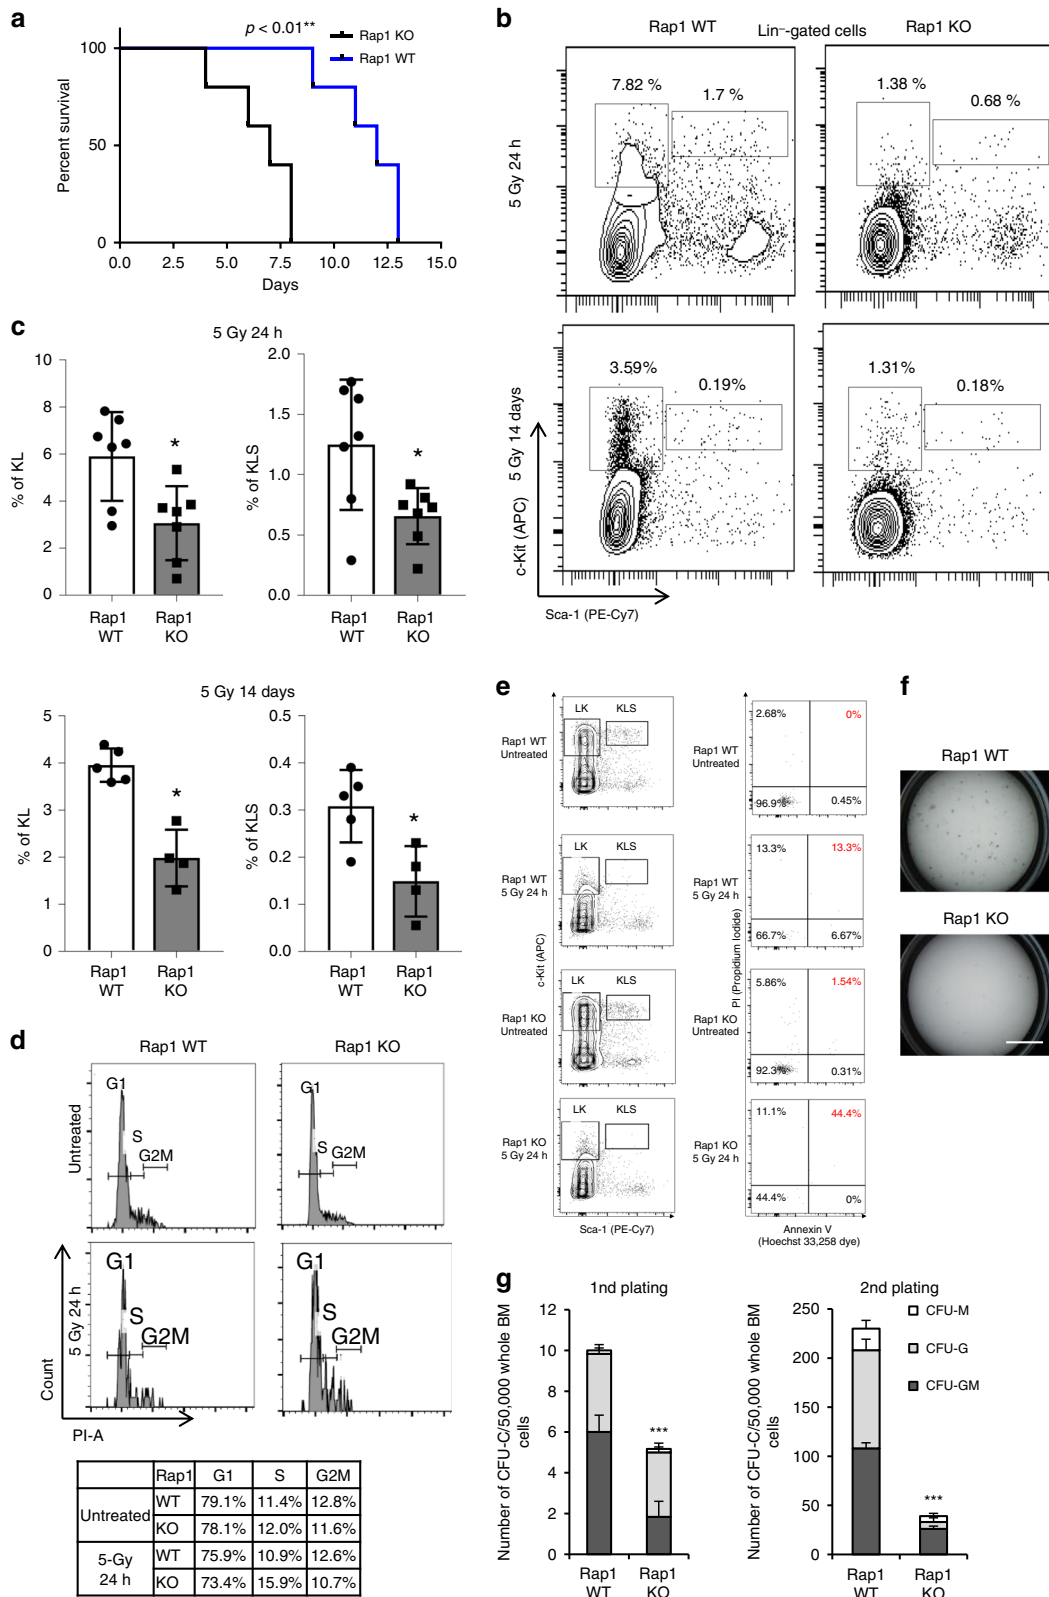 a
p < 0.01**
Rap1 KO
Rap1 WT
Percent survival
100
50
0
0.0 2.5 5.0 7.5 10.0 12.5 15.0
Days
b
Rap1 WT Lin−-gated cells Rap1 KO
5 Gy 24 h
7.82 %
1.7 %
1.38 %
0.68 %
5 Gy 14 days
3.59%
0.19%
1.31%
0.18%
c-Kit (APC)
Sca-1 (PE-Cy7)
c
5 Gy 24 h
% of KL
10
8
6
4
2
0
*
Rap1 WT
Rap1 KO
% of KLS
2.0
1.5
1.0
0.5
0.0
*
Rap1 WT
Rap1 KO
5 Gy 14 days
% of KL
5
4
3
2
1
0
*
Rap1 WT
Rap1 KO
% of KLS
0.5
0.4
0.3
0.2
0.1
0.0
*
Rap1 WT
Rap1 KO
d
Rap1 WT
Rap1 KO
Untreated
G1
S
G2M
G1
S
G2M
5 Gy 24 h
G1
S
G2M
G1
S
G2M
Count
PI-A
Rap1 G1 S G2M
Untreated WT 79.1% 11.4% 12.8%
KO 78.1% 12.0% 11.6%
5-Gy 24 h WT 75.9% 10.9% 12.6%
KO 73.4% 15.9% 10.7%
e
Rap1 WT
Untreated
LK KLS
Rap1 WT
Untreated
2.68% 0%
96.9% 0.45%
Rap1 WT
5 Gy 24 h
LK KLS
Rap1 WT
5 Gy 24 h
13.3% 13.3%
66.7% 6.67%
Rap1 KO
Untreated
LK KLS
Rap1 KO
Untreated
5.86% 1.54%
92.3% 0.31%
Rap1 KO
5 Gy 24 h
LK KLS
Rap1 KO
5 Gy 24 h
11.1% 44.4%
44.4% 0%
c-Kit (APC)
Sca-1 (PE-Cy7)
PI (Propidium Iodide)
Annexin V
(Hoechst 33,258 dye)
f
Rap1 WT
Rap1 KO
g
1nd plating
Number of CFU-C/50,000 whole BM cells
12
10
8
6
4
2
0
***
Rap1 WT
Rap1 KO
2nd plating
Number of CFU-C/50,000 whole BM cells
250
200
150
100
50
0
***
Rap1 WT
Rap1 KO
CFU-M
CFU-G
CFU-GM